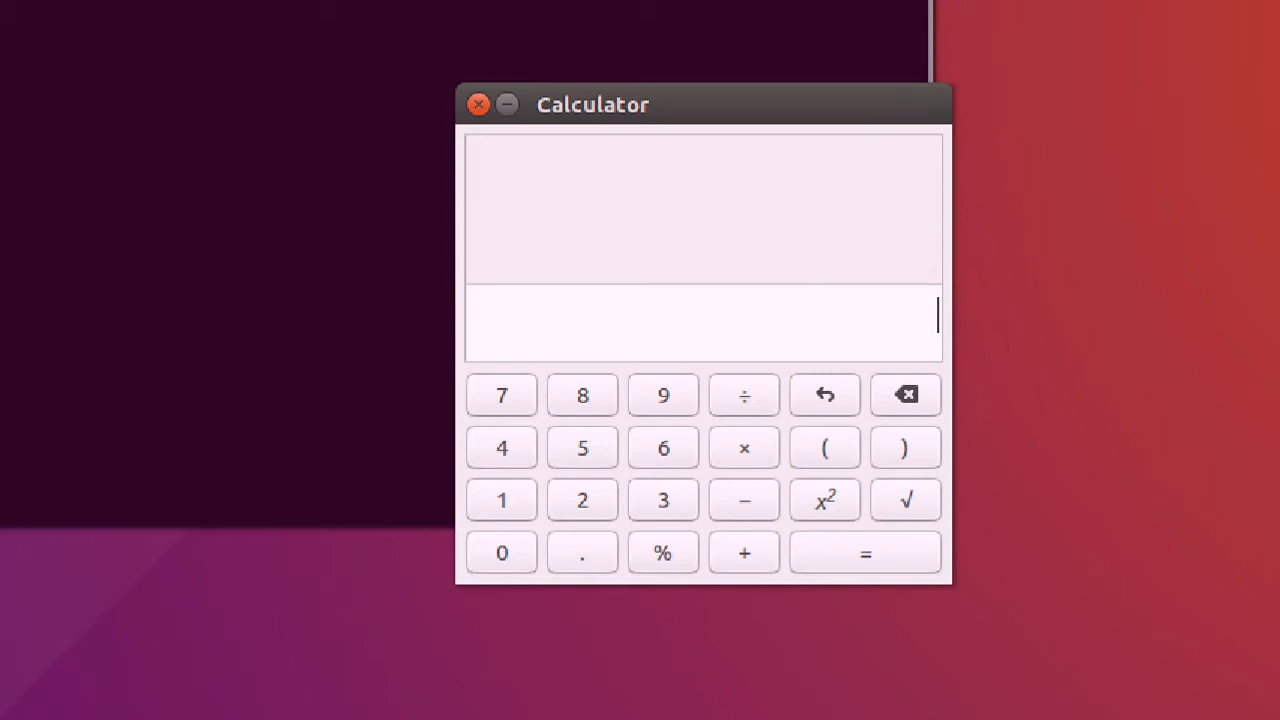 Calculator
7 8 9 ÷
4 5 6 × ( )
1 2 3 − x² √
0 . % + =